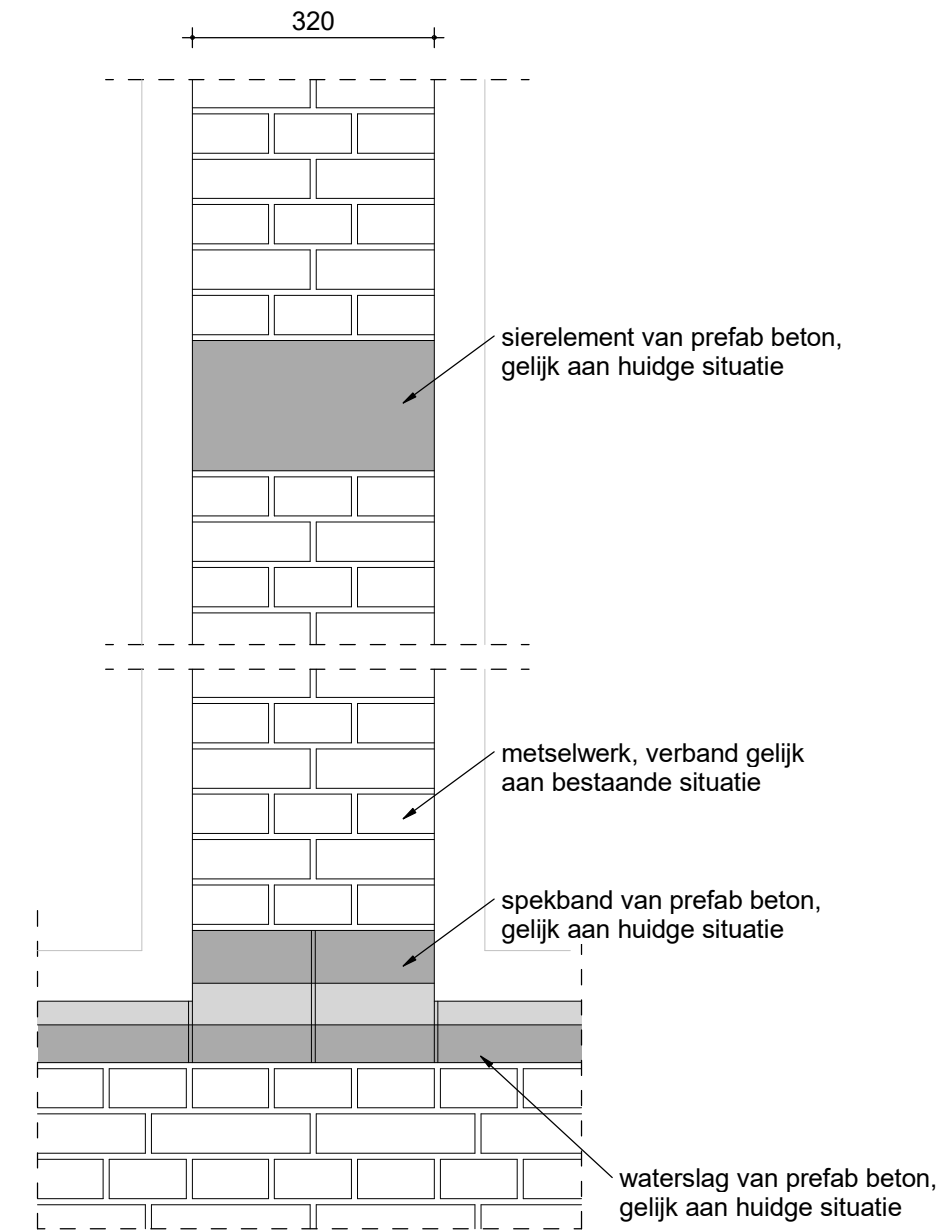 320
sierelement van prefab beton,
gelijk aan huidge situatie
metselwerk, verband gelijk
aan bestaande situatie
spekband van prefab beton,
gelijk aan huidge situatie
waterslag van prefab beton,
gelijk aan huidge situatie